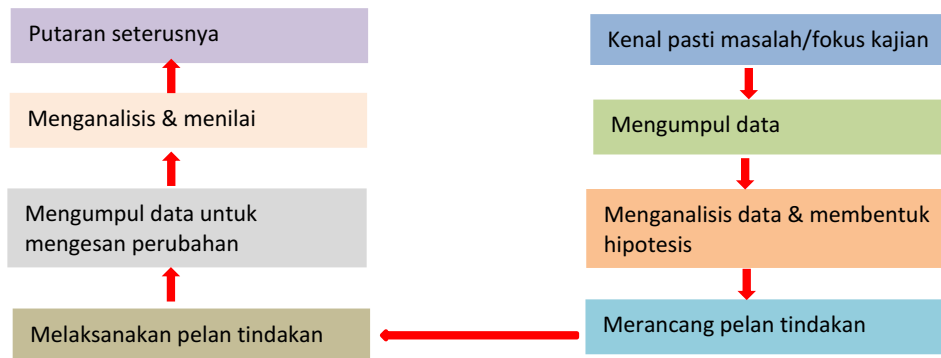 Putaran seterusnya
Menganalisis & menilai
Mengumpul data untuk
mengesan perubahan
Melaksanakan pelan tindakan
Kenal pasti masalah/fokus kajian
Mengumpul data
Menganalisis data & membentuk
hipotesis
Merancang pelan tindakan